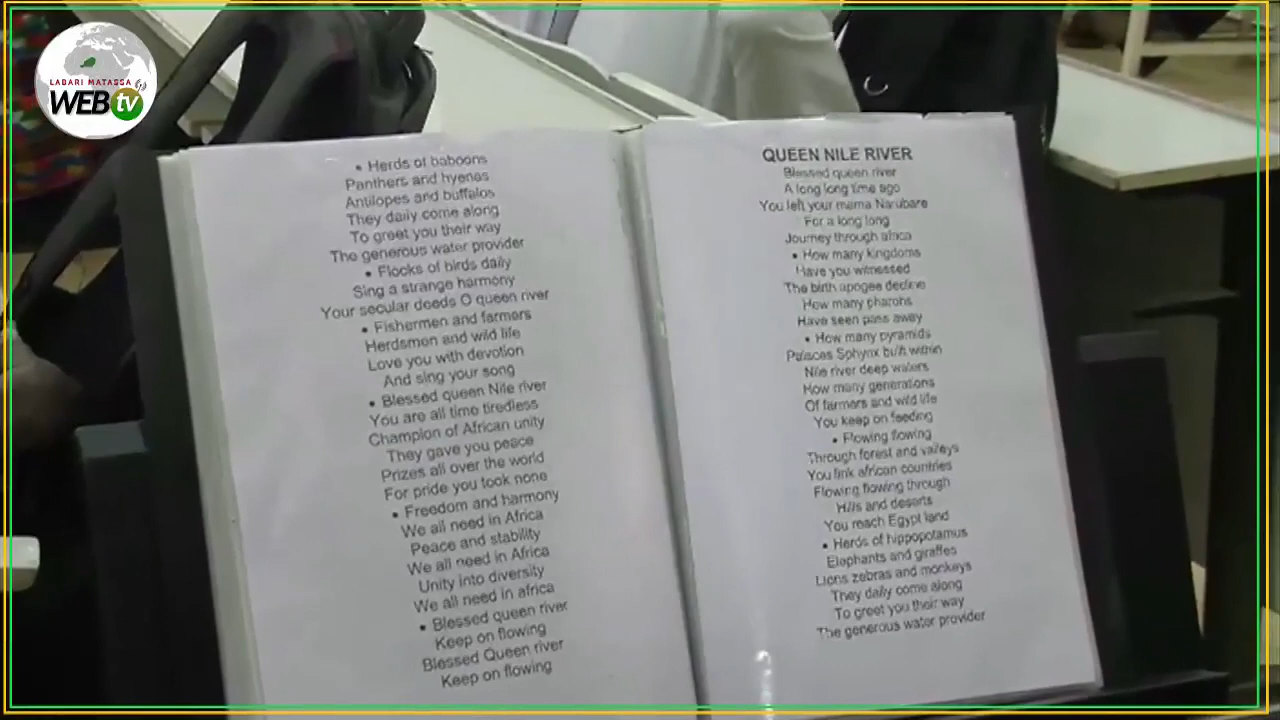 LABARI MATASSA
WEB tv
• Herds of baboons
Panthers and hyenas
Antilopes and buffalos
They daily come along
To greet you their way
The generous water provider
• Flocks of birds daily
Sing a strange harmony
Your secular deeds O queen river
• Fishermen and farmers
Herdsmen and wild life
Love you with devotion
And sing your song
• Blessed queen Nile river
You are all time tiredless
Champion of African unity
They gave you peace
Prizes all over the world
For pride you took none
• Freedom and harmony
We all need in Africa
Peace and stability
We all need in Africa
Unity into diversity
We all need in africa
• Blessed queen river
Keep on flowing
Blessed Queen river
Keep on flowing
QUEEN NILE RIVER
Blessed queen river
A long long time ago
You left your mama Narubare
For a long long
Journey through africa
• How many kingdoms
Have you witnessed
The birth apogee decline
How many pharohs
Have seen pass away
• How many pyramids
Palaces Sphynx built within
Nile river deep waters
How many generations
Of farmers and wild life
You keep on feeding
• Flowing flowing
Through forest and valleys
You link african countries
Flowing flowing through
Hills and deserts
You reach Egypt land
• Herds of hippopotamus
Elephants and giraffes
Lions zebras and monkeys
They daily come along
To greet you their way
The generous water provider